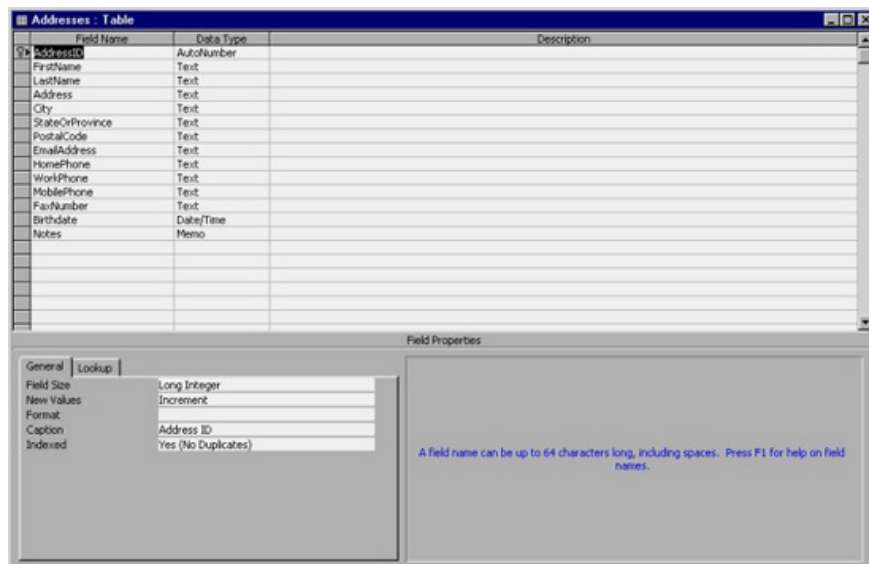 Addresses : Table
Field Name Data Type Description
AddressID AutoNumber
FirstName Text
LastName Text
Address Text
City Text
StateOrProvince Text
PostalCode Text
EmailAddress Text
HomePhone Text
WorkPhone Text
MobilePhone Text
FaxNumber Text
Birthdate Date/Time
Notes Memo
Field Properties
General Lookup
Field Size Long Integer
New Values Increment
Format
Caption Address ID
Indexed Yes (No Duplicates)
A field name can be up to 64 characters long, including spaces. Press F1 for help on field
names.